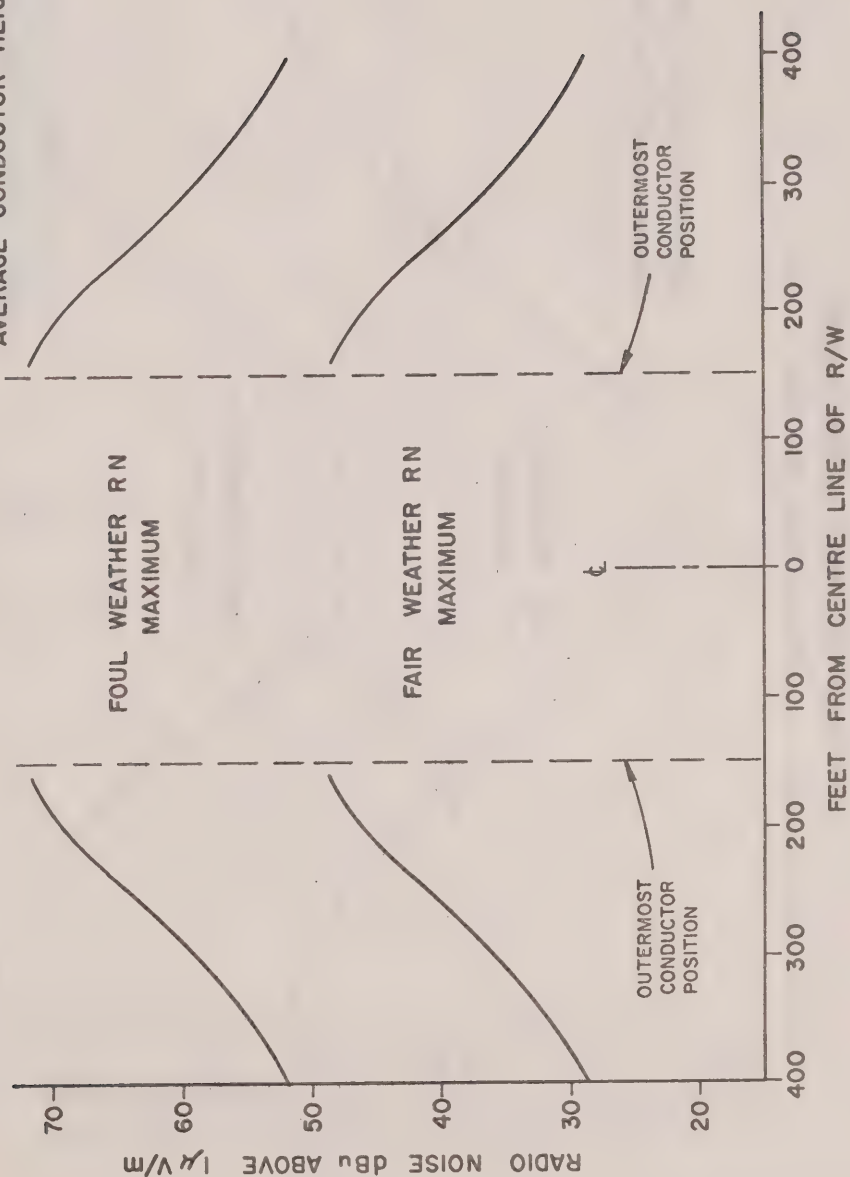 AVERAGE CONDUCTOR
RADIO NOISE dBu ABOVE 1μV/m
70
60
50
40
30
20
FOUL WEATHER RN
MAXIMUM
FAIR WEATHER RN
MAXIMUM
OUTERMOST
CONDUCTOR
POSITION
℄
OUTERMOST
CONDUCTOR
POSITION
400 300 200 100 0 100 200 300 400
FEET FROM CENTRE LINE OF R/W